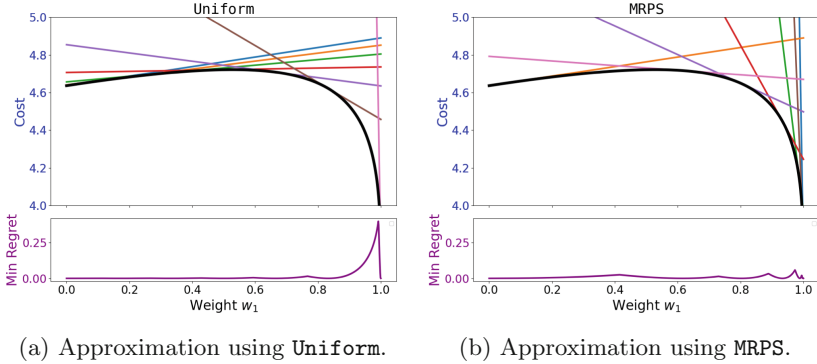 Uniform
5.0
4.8
4.6
4.4
4.2
4.0
Cost
0.25
0.00
Min Regret
0.0 0.2 0.4 0.6 0.8 1.0
Weight w₁
(a) Approximation using Uniform.
MRPS
5.0
4.8
4.6
4.4
4.2
4.0
Cost
0.25
0.00
Min Regret
0.0 0.2 0.4 0.6 0.8 1.0
Weight w₁
(b) Approximation using MRPS.